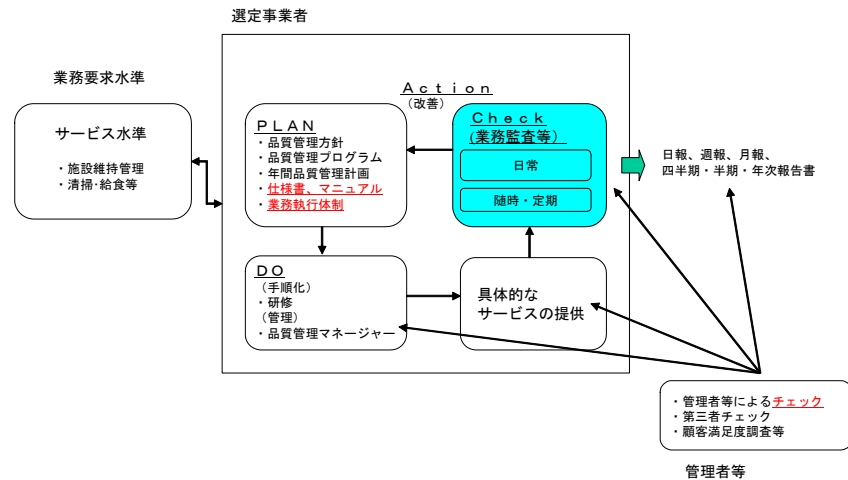 選定事業者
業務要求水準
サービス水準
・施設維持管理
・清掃・給食等
Ａｃｔｉｏｎ
（改善）
ＰＬＡＮ
・品質管理方針
・品質管理プログラム
・年間品質管理計画
・仕様書、マニュアル
・業務執行体制
Ｃｈｅｃｋ
(業務監査等）
日常
随時・定期
日報、週報、月報、
四半期・半期・年次報告書
ＤＯ
（手順化）
・研修
（管理）
・品質管理マネージャー
具体的な
サービスの提供
・管理者等によるチェック
・第三者チェック
・顧客満足度調査等
管理者等